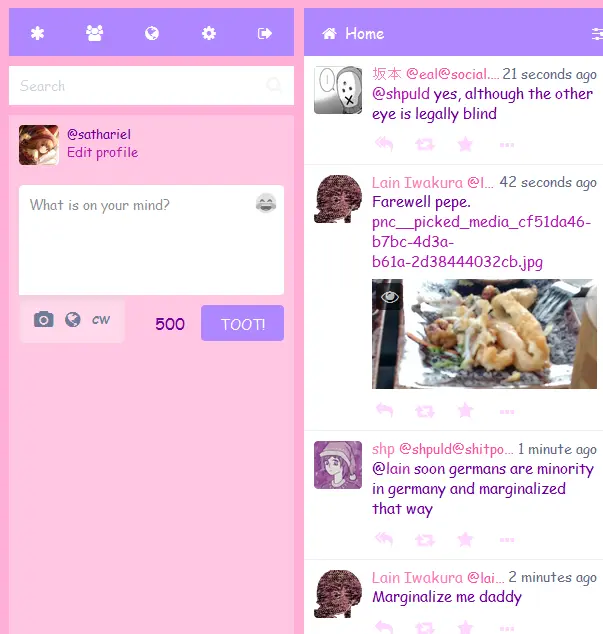 Search
@sathariel
Edit profile
What is on your mind?
CW
500
TOOT!
Home
坂本 @eal@social.... 21 seconds ago
@shpuld yes, although the other
eye is legally blind
Lain Iwakura @l... 42 seconds ago
Farewell pepe.
pnc__picked_media_cf51da46-
b7bc-4d3a-
b61a-2d38444032cb.jpg
shp @shpuld@shitpo... 1 minute ago
@lain soon germans are minority
in germany and marginalized
that way
Lain Iwakura @lai... 2 minutes ago
Marginalize me daddy